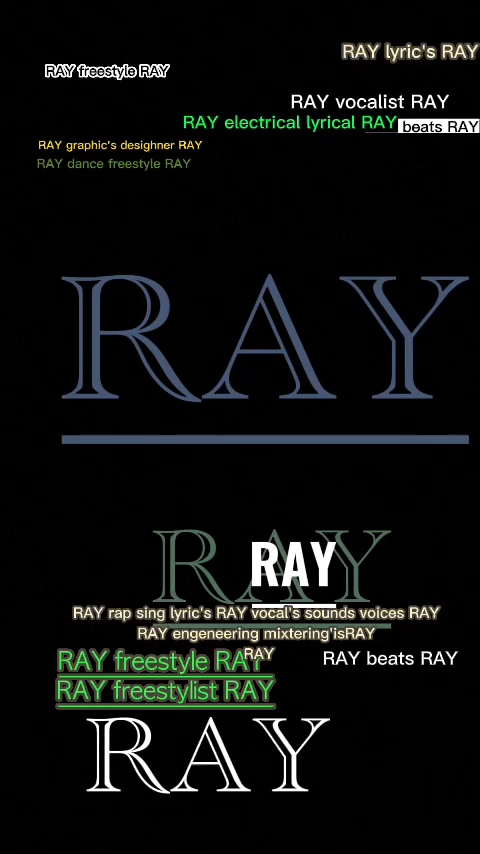 RAY lyric's RAY
RAY freestyle RAY
RAY vocalist RAY
RAY electrical lyrical RAY
beats RAY
RAY graphic's desighner RAY
RAY dance freestyle RAY
RAY
RAY
RAY
RAY rap sing lyric's RAY vocal's sounds voices RAY
RAY engeneering mixtering'isRAY
RAY
RAY freestyle RAY
RAY beats RAY
RAY freestylist RAY
RAY